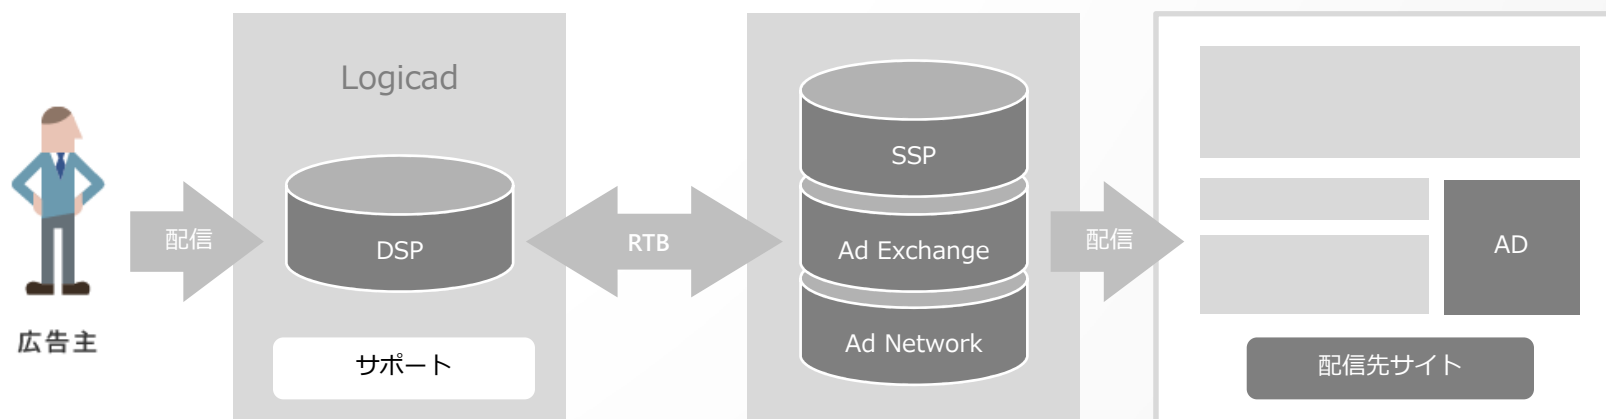 広告主
配信
Logicad
DSP
サポート
RTB
SSP
Ad Exchange
Ad Network
配信
AD
配信先サイト